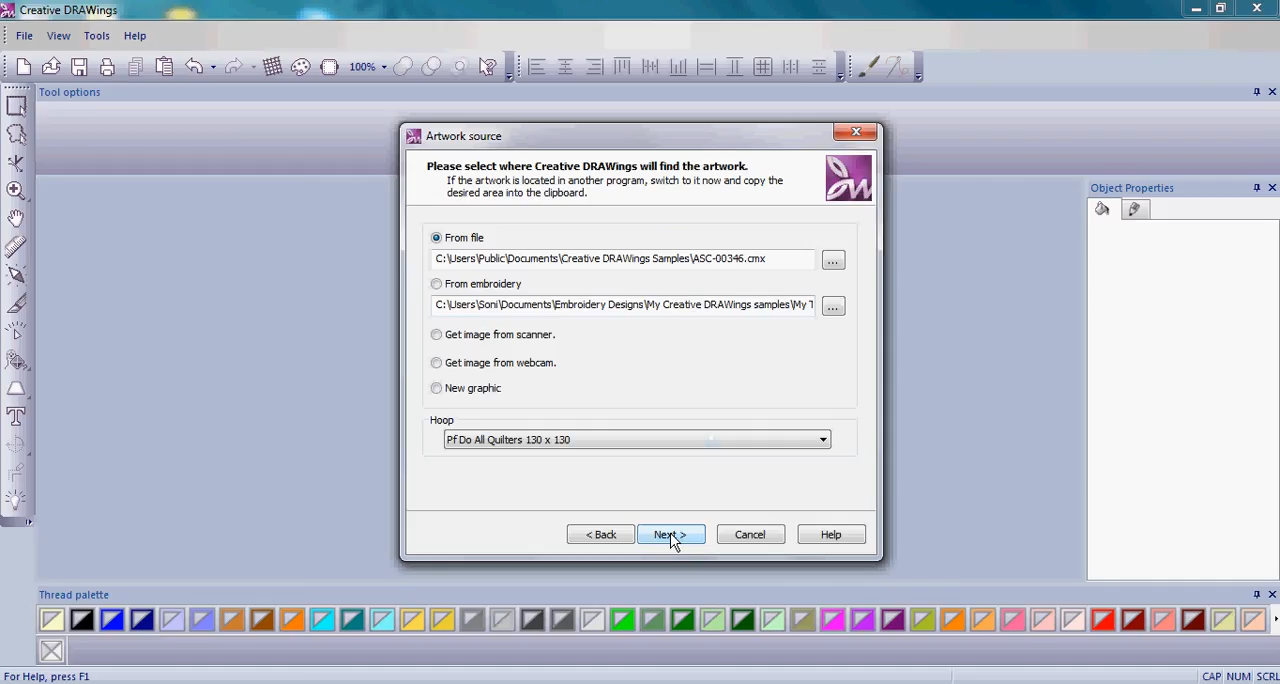 Creative DRAWings
File View Tools Help
100%
Tool options
Artwork source
Please select where Creative DRAWings will find the artwork.
If the artwork is located in another program, switch to it now and copy the
desired area into the clipboard.
Object Properties
From file
C:\Users\Public\Documents\Creative DRAWings Samples\ASC-00346.cmx
...
From embroidery
C:\Users\Soni\Documents\Embroidery Designs\My Creative DRAWings samples\My T
...
Get image from scanner.
Get image from webcam.
New graphic
Hoop
Pf Do All Quilters 130 x 130
< Back Next > Cancel Help
Thread palette
For Help, press F1
CAP NUM SCRL